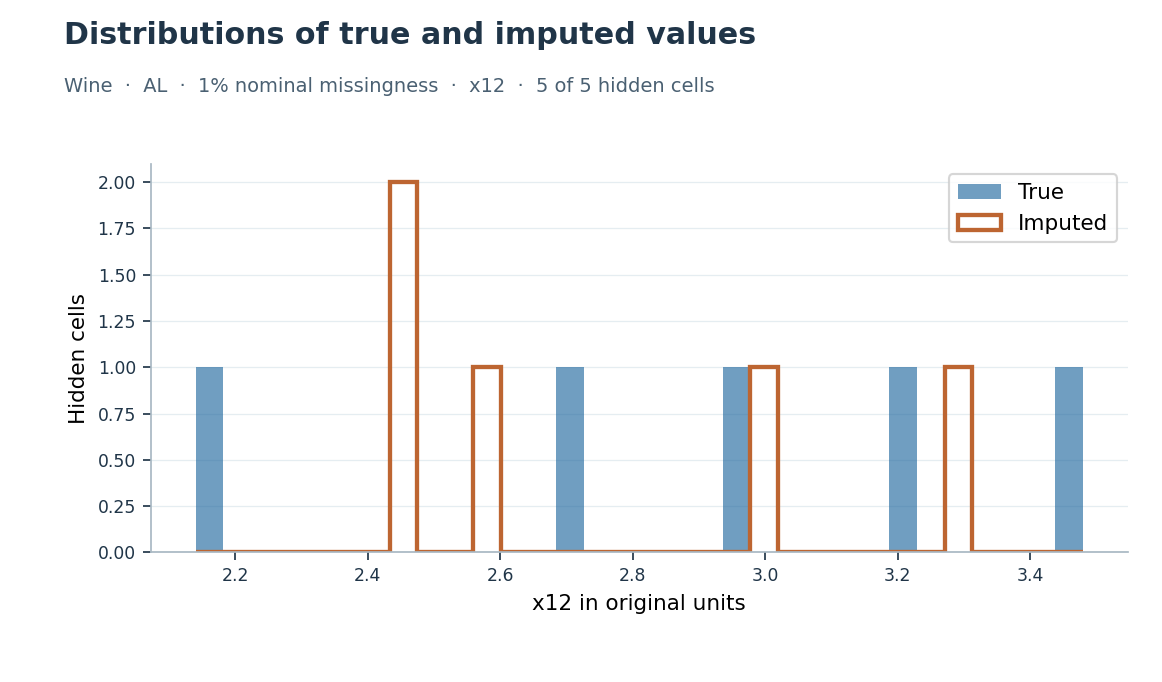 Distributions of true and imputed values
Wine · AL · 1% nominal missingness · x12 · 5 of 5 hidden cells
True
Imputed
Hidden cells
2.00
1.75
1.50
1.25
1.00
0.75
0.50
0.25
0.00
2.2 2.4 2.6 2.8 3.0 3.2 3.4
x12 in original units